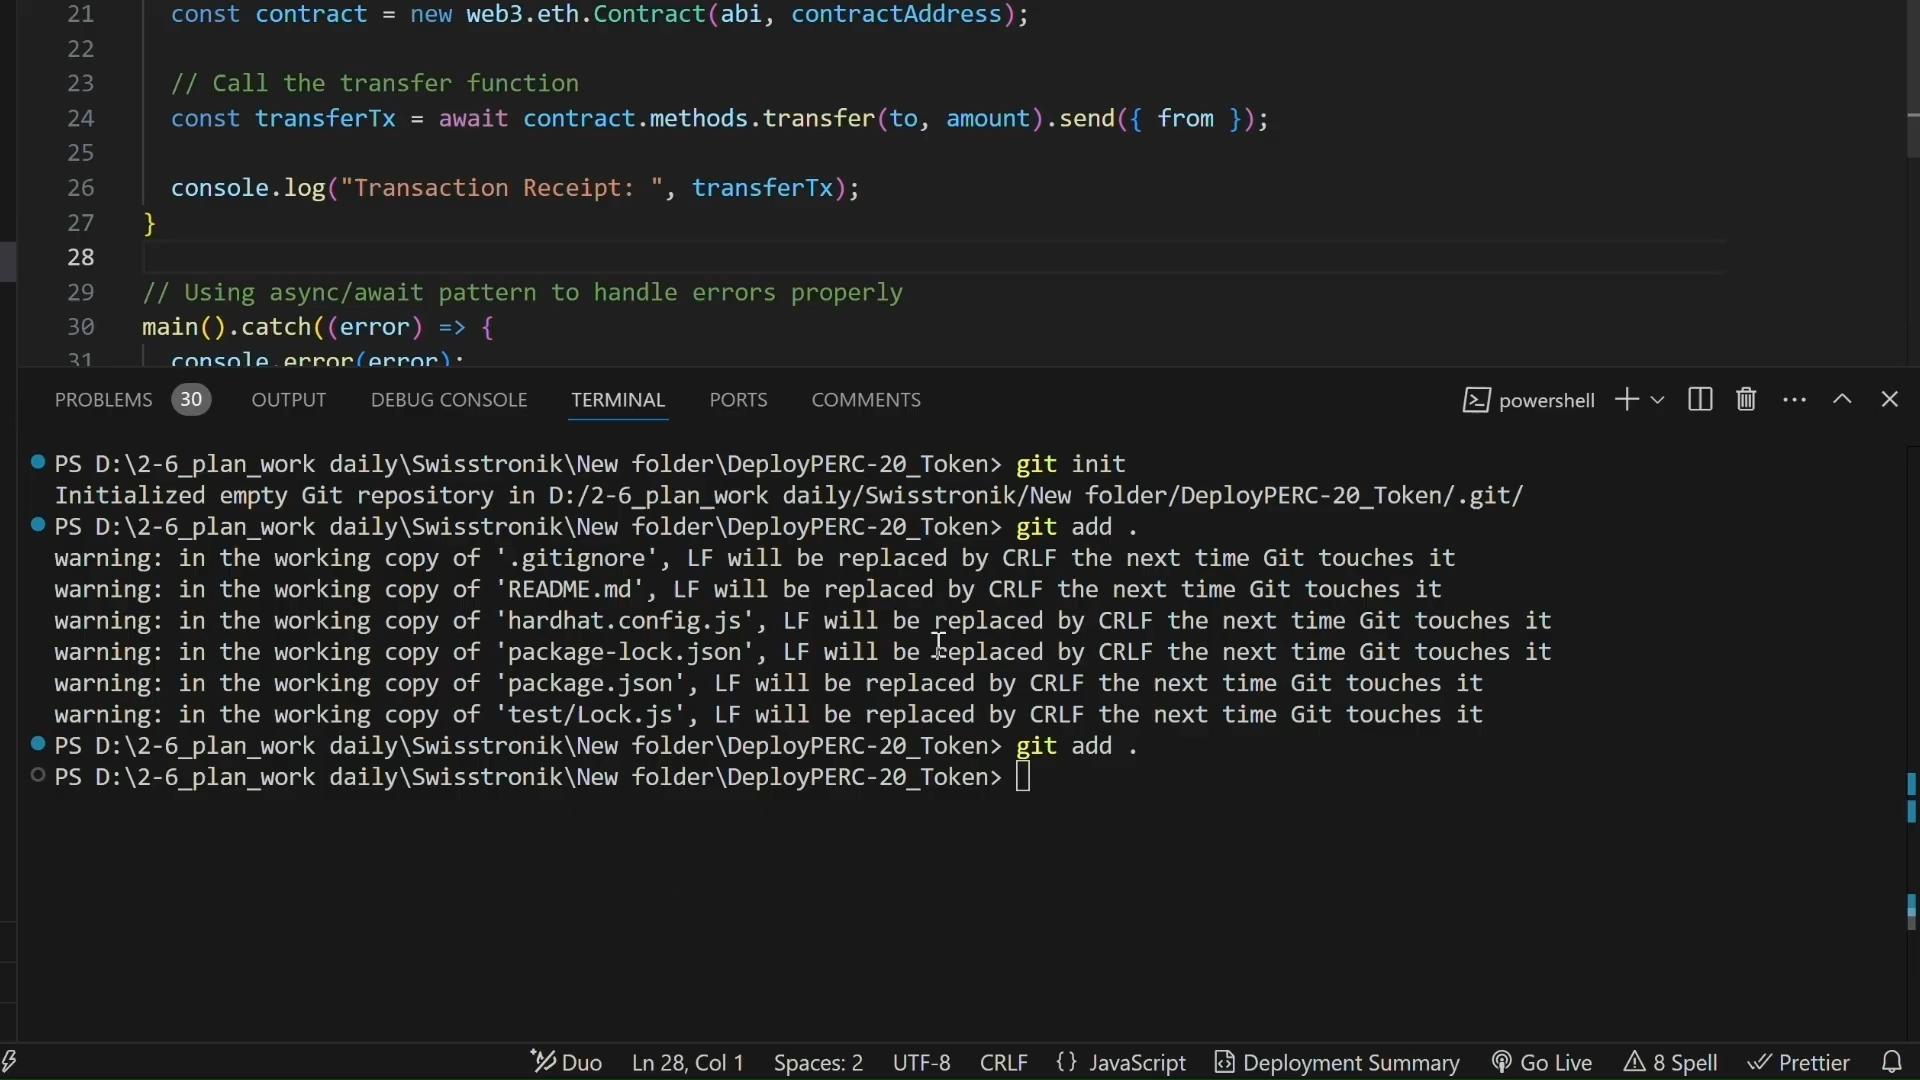 21 const contract = new web3.eth.Contract(abi, contractAddress);
22
23 // Call the transfer function
24 const transferTx = await contract.methods.transfer(to, amount).send({ from });
25
26 console.log("Transaction Receipt: ", transferTx);
27 }
28
29 // Using async/await pattern to handle errors properly
30 main().catch((error) => {
31 console.error(error);
PROBLEMS 30 OUTPUT DEBUG CONSOLE TERMINAL PORTS COMMENTS powershell
PS D:\2-6_plan_work daily\Swisstronik\New folder\DeployPERC-20_Token> git init
Initialized empty Git repository in D:/2-6_plan_work daily/Swisstronik/New folder/DeployPERC-20_Token/.git/
PS D:\2-6_plan_work daily\Swisstronik\New folder\DeployPERC-20_Token> git add .
warning: in the working copy of '.gitignore', LF will be replaced by CRLF the next time Git touches it
warning: in the working copy of 'README.md', LF will be replaced by CRLF the next time Git touches it
warning: in the working copy of 'hardhat.config.js', LF will be replaced by CRLF the next time Git touches it
warning: in the working copy of 'package-lock.json', LF will be replaced by CRLF the next time Git touches it
warning: in the working copy of 'package.json', LF will be replaced by CRLF the next time Git touches it
warning: in the working copy of 'test/Lock.js', LF will be replaced by CRLF the next time Git touches it
PS D:\2-6_plan_work daily\Swisstronik\New folder\DeployPERC-20_Token> git add .
PS D:\2-6_plan_work daily\Swisstronik\New folder\DeployPERC-20_Token>
Duo Ln 28, Col 1 Spaces: 2 UTF-8 CRLF {} JavaScript Deployment Summary Go Live 8 Spell Prettier